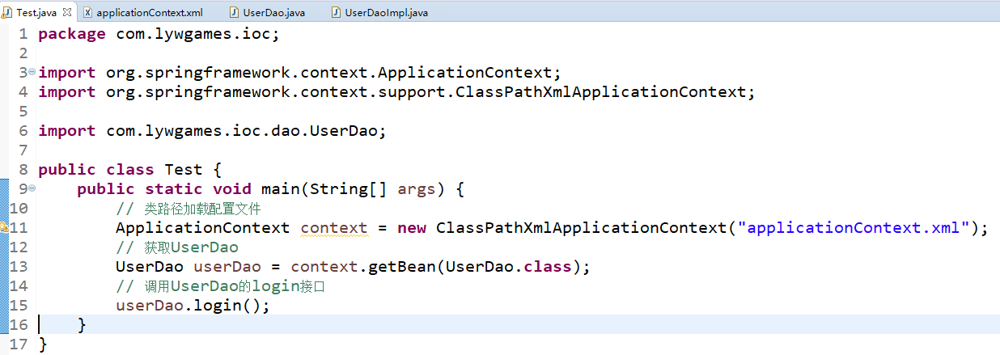 Test.java applicationContext.xml UserDao.java UserDaoImpl.java
1 package com.lywgames.ioc;
2
3 import org.springframework.context.ApplicationContext;
4 import org.springframework.context.support.ClassPathXmlApplicationContext;
5
6 import com.lywgames.ioc.dao.UserDao;
7
8 public class Test {
9     public static void main(String[] args) {
10         // 类路径加载配置文件
11         ApplicationContext context = new ClassPathXmlApplicationContext("applicationContext.xml");
12         // 获取UserDao
13         UserDao userDao = context.getBean(UserDao.class);
14         // 调用UserDao的login接口
15         userDao.login();
16     }
17 }